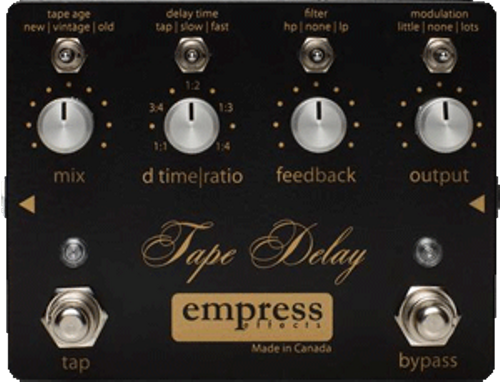 tape age
new | vintage | old
delay time
tap | slow | fast
filter
hp | none | lp
modulation
little | none | lots
1:2
3:4
1:3
1:1
1:4
mix
d time|ratio
feedback
output
Tape Delay
empress
effects
Made in Canada
tap
bypass